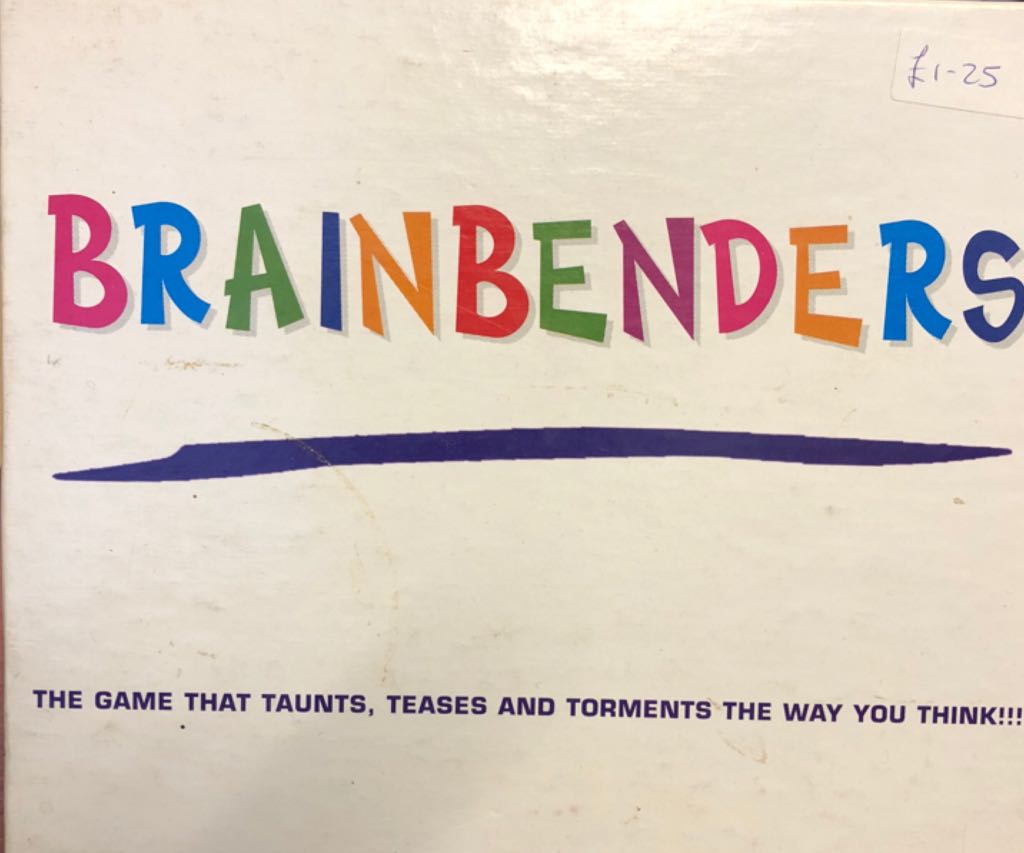 £1-25
BRAINBENDERS
THE GAME THAT TAUNTS, TEASES AND TORMENTS THE WAY YOU THINK!!!